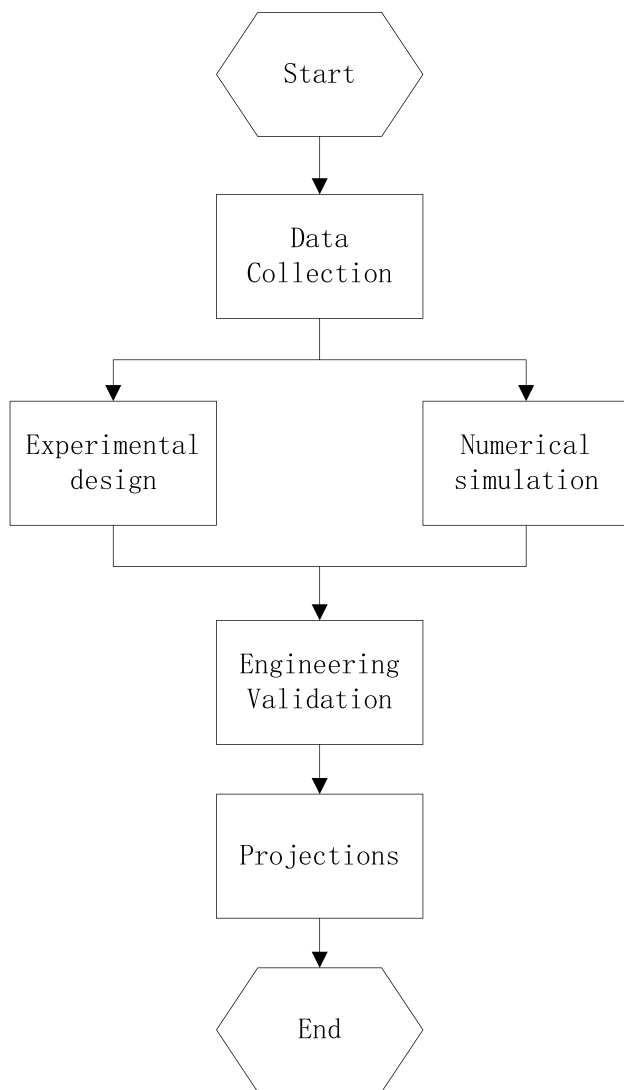 Start
Data
Collection
Experimental
design
Numerical
simulation
Engineering
Validation
Projections
End